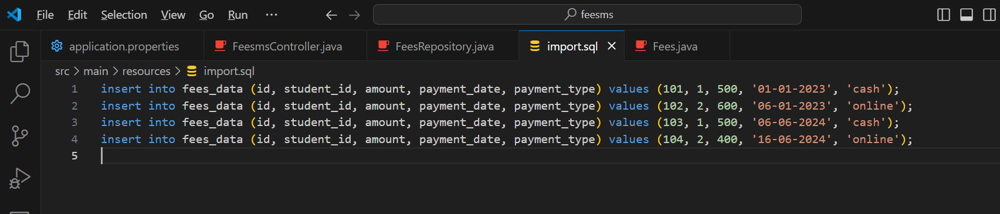 File Edit Selection View Go Run ··· feesms
application.properties FeesmsController.java FeesRepository.java import.sql Fees.java
src > main > resources > import.sql
1 insert into fees_data (id, student_id, amount, payment_date, payment_type) values (101, 1, 500, '01-01-2023', 'cash');
2 insert into fees_data (id, student_id, amount, payment_date, payment_type) values (102, 2, 600, '06-01-2023', 'online');
3 insert into fees_data (id, student_id, amount, payment_date, payment_type) values (103, 1, 500, '06-06-2024', 'cash');
4 insert into fees_data (id, student_id, amount, payment_date, payment_type) values (104, 2, 400, '16-06-2024', 'online');
5